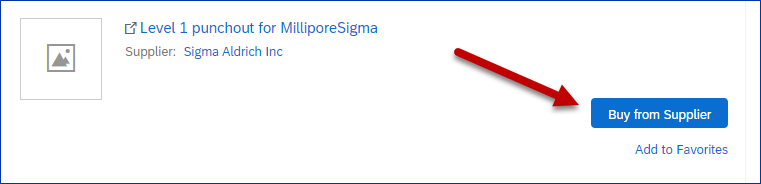 Level 1 punchout for MilliporeSigma
Supplier: Sigma Aldrich Inc
Buy from Supplier
Add to Favorites